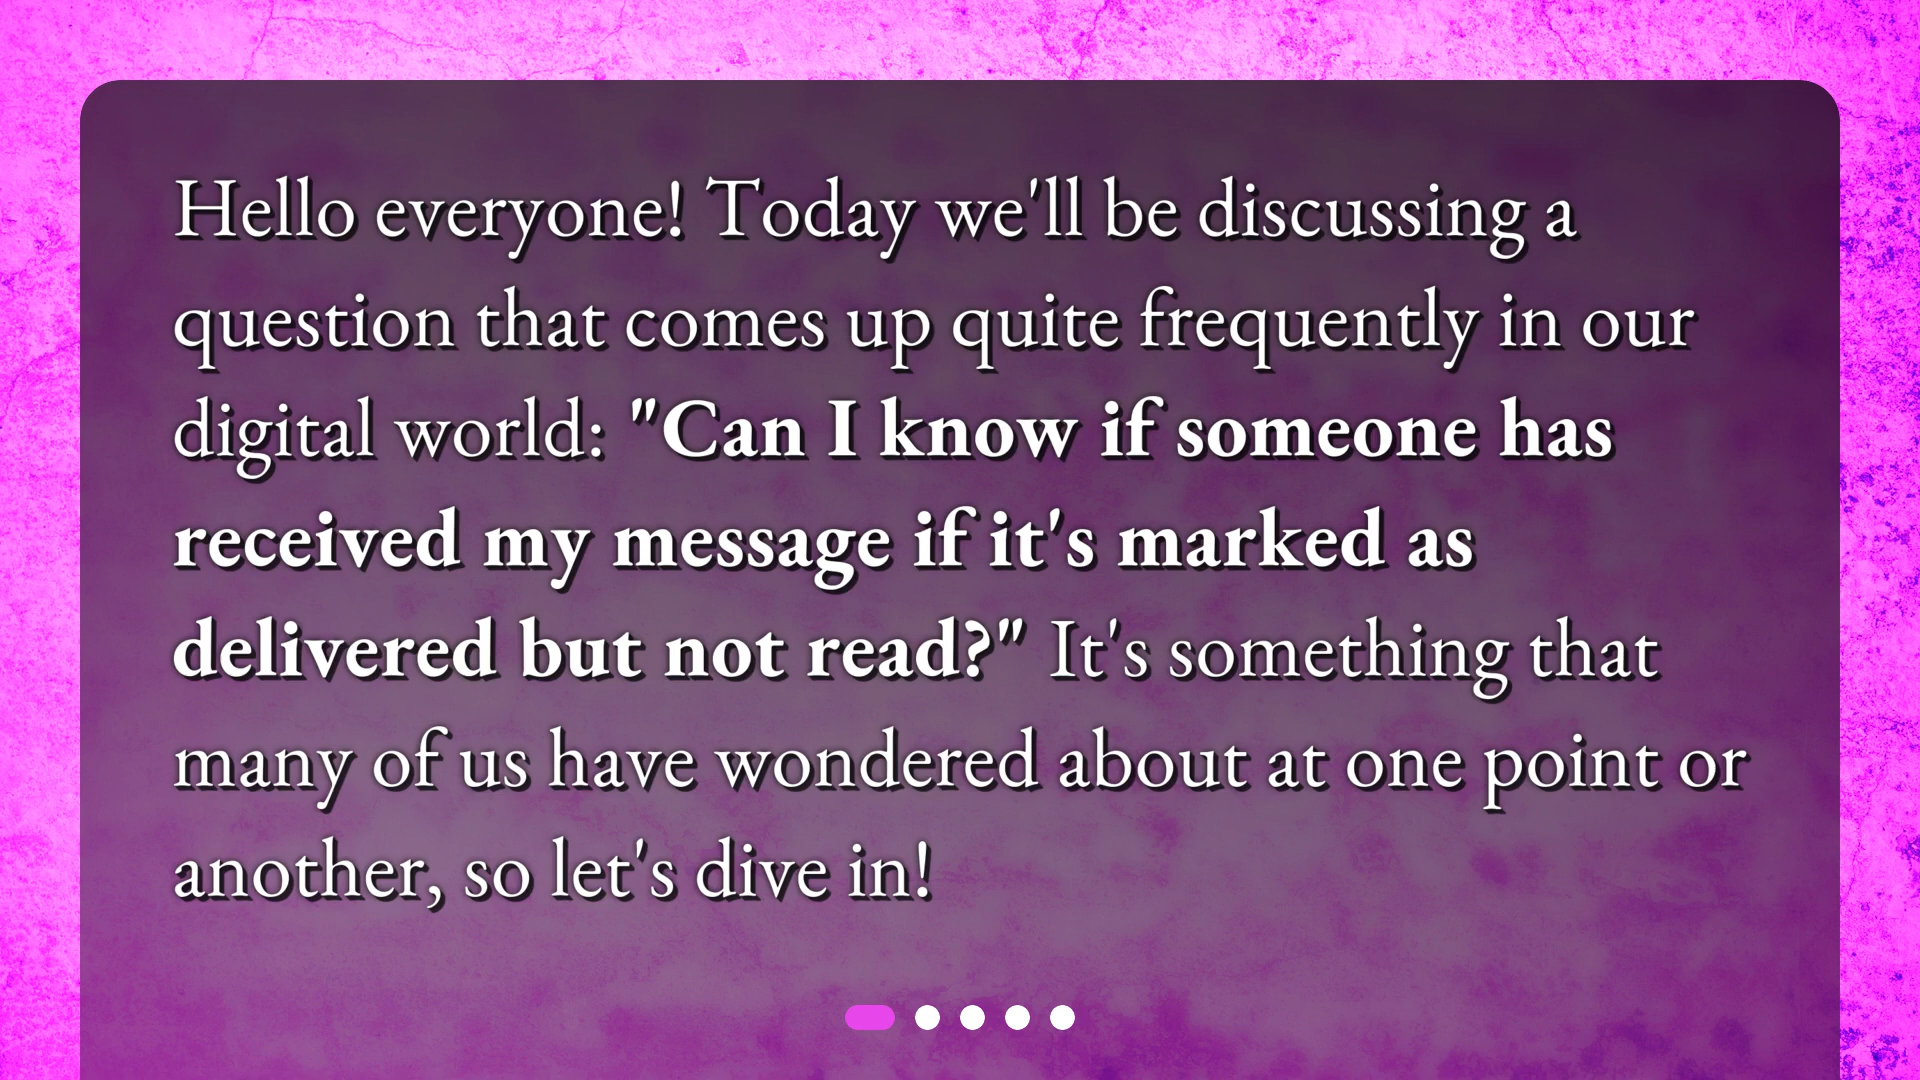 Hello everyone! Today we'll be discussing a
question that comes up quite frequently in our
digital world: "Can I know if someone has
received my message if it's marked as
delivered but not read?" It's something that
many of us have wondered about at one point or
another, so let's dive in!